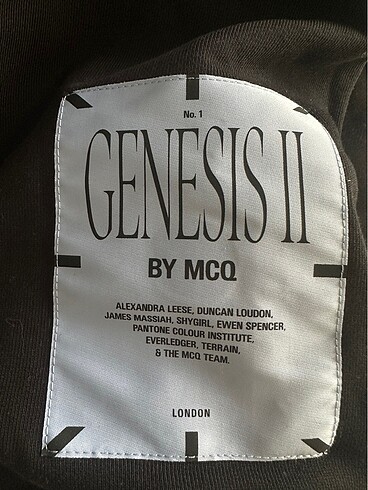 No. 1
GENESIS II
BY MCQ
ALEXANDRA LEESE, DUNCAN LOUDON,
JAMES MASSIAH, SHYGIRL, EWEN SPENCER,
PANTONE COLOUR INSTITUTE,
EVERLEDGER, TERRAIN,
& THE MCQ TEAM.
LONDON